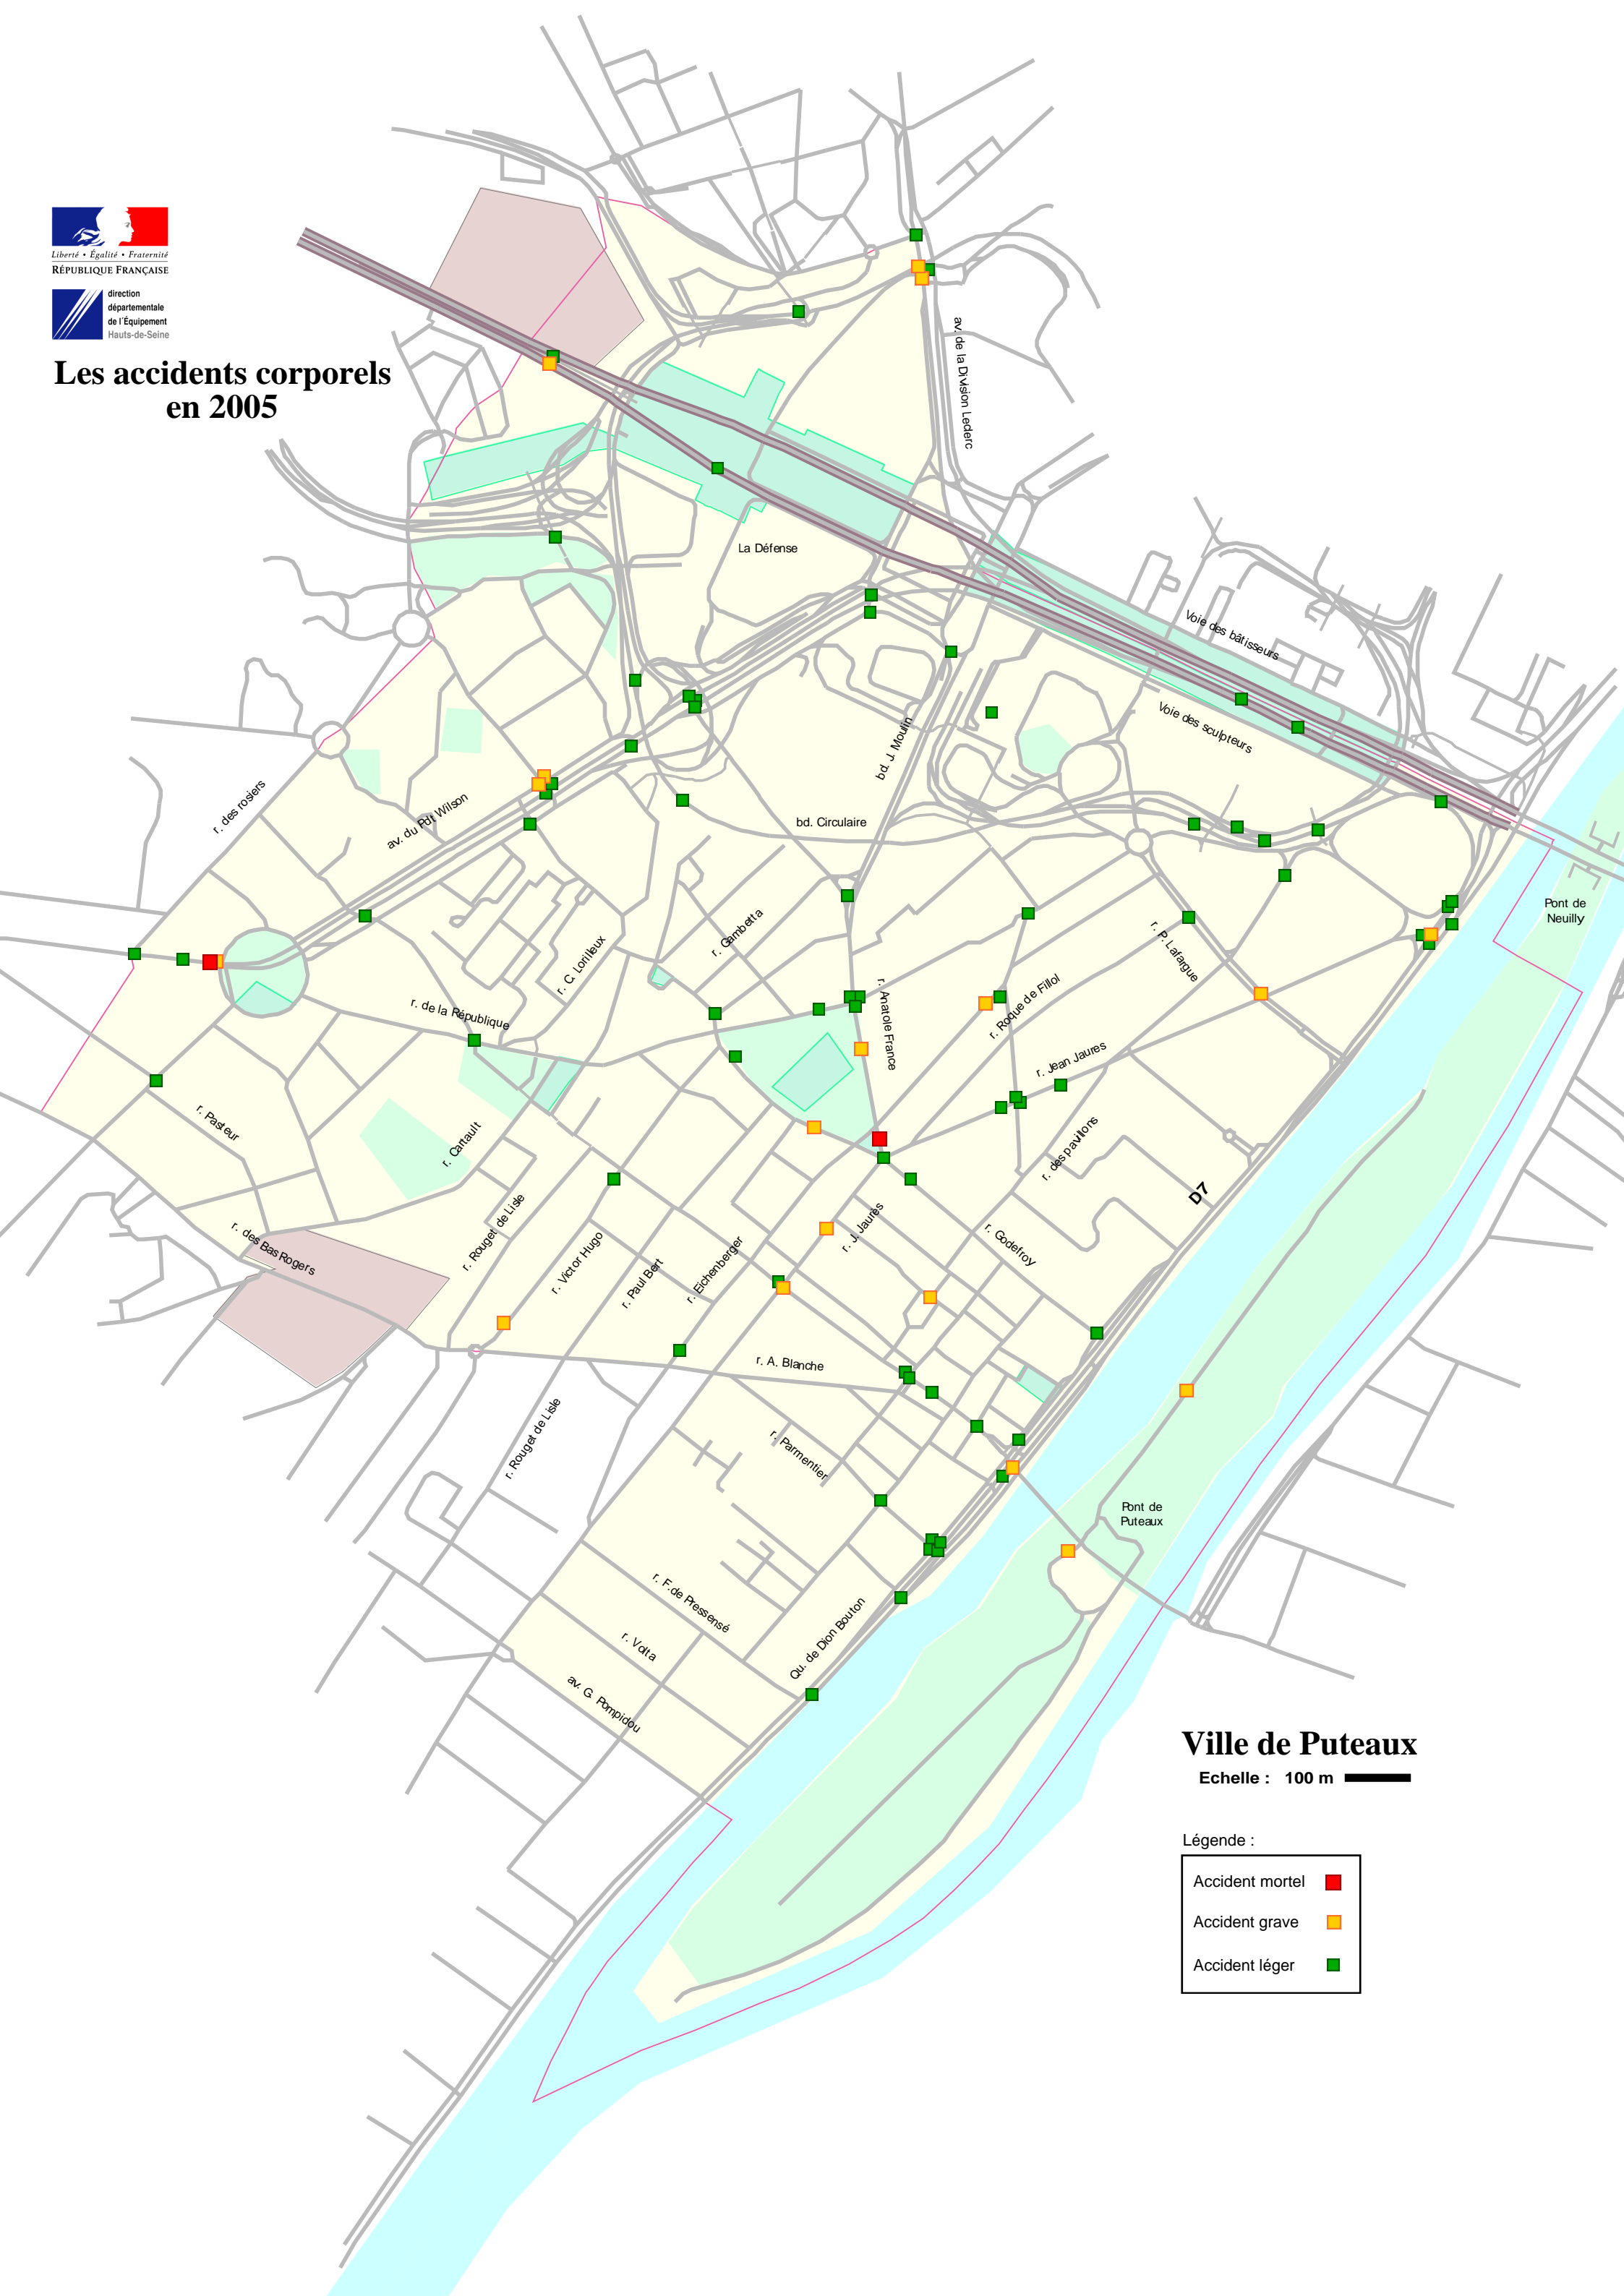 Liberté • Égalité • Fraternité
RÉPUBLIQUE FRANÇAISE
direction
départementale
de l'Équipement
Hauts-de-Seine
Les accidents corporels
en 2005
av. de la Division Leclerc
La Défense
Voie des bâtisseurs
Voie des sculpteurs
bd. J. Moulin
r. des rosiers
av. du Pdt Wilson
bd. Circulaire
Pont de
Neuilly
r. Gambetta
r. P. Lafargue
r. C. Lorilleux
r. de la République
r. Anatole France
r. Roque de Fillol
r. Jean Jaures
r. Pasteur
r. Cartault
r. des pavillons
D7
r. des Bas Rogers
r. Rouget de Lisle
r. Victor Hugo
r. Paul Bert
r. Eichenberger
r. J. Jaures
r. Godefroy
r. A. Blanche
r. Rouget de Lisle
r. Parmentier
Pont de
Puteaux
r. F. de Pressensé
r. Volta
Qu. de Dion Bouton
av. G. Pompidou
Ville de Puteaux
Echelle : 100 m
Légende :
Accident mortel
Accident grave
Accident léger